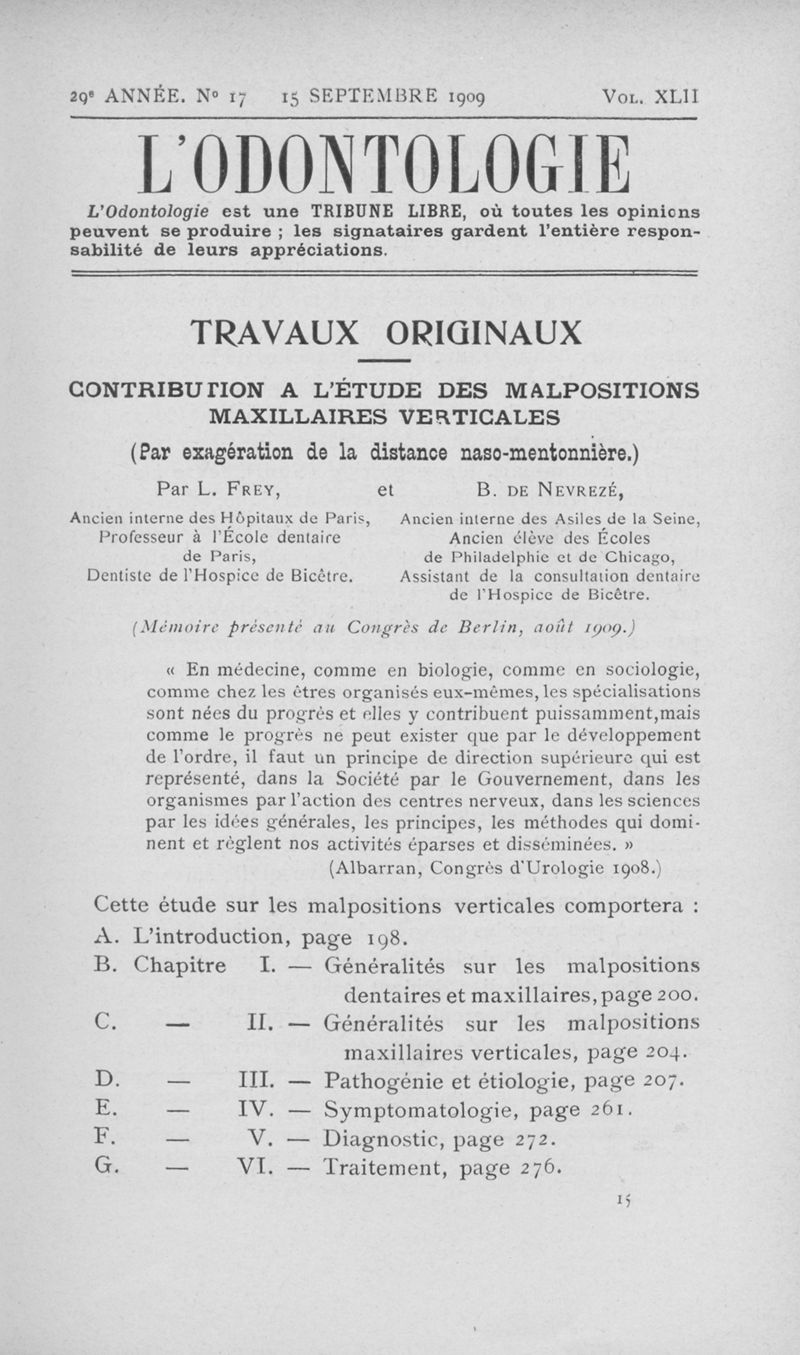 29e ANNÉE. No 17 15 SEPTEMBRE 1909 VOL. XLII
L'ODONTOLOGIE
L'Odontologie est une TRIBUNE LIBRE, où toutes les opinions
peuvent se produire ; les signataires gardent l'entière respon-
sabilité de leurs appréciations.
TRAVAUX ORIGINAUX
CONTRIBUTION A L'ÉTUDE DES MALPOSITIONS
MAXILLAIRES VERTICALES
(Par exagération de la distance naso-mentonnière.)
Par L. FREY, et B. DE NEVREZÉ,
Ancien interne des Hôpitaux de Paris, Ancien interne des Asiles de la Seine,
Professeur à l'École dentaire Ancien élève des Écoles
de Paris, de Philadelphie et de Chicago,
Dentiste de l'Hospice de Bicêtre. Assistant de la consultation dentaire
de l'Hospice de Bicêtre.
(Mémoire présenté au Congrès de Berlin, août 1909.)
« En médecine, comme en biologie, comme en sociologie,
comme chez les êtres organisés eux-mêmes, les spécialisations
sont nées du progrès et elles y contribuent puissamment,mais
comme le progrès ne peut exister que par le développement
de l'ordre, il faut un principe de direction supérieure qui est
représenté, dans la Société par le Gouvernement, dans les
organismes par l'action des centres nerveux, dans les sciences
par les idées générales, les principes, les méthodes qui domi-
nent et règlent nos activités éparses et disséminées. »
(Albarran, Congrès d'Urologie 1908.)
Cette étude sur les malpositions verticales comportera :
A. L'introduction, page 198.
B. Chapitre I. — Généralités sur les malpositions
dentaires et maxillaires, page 200.
C. — II. — Généralités sur les malpositions
maxillaires verticales, page 204.
D. — III. — Pathogénie et étiologie, page 207.
E. — IV. — Symptomatologie, page 261.
F. — V. — Diagnostic, page 272.
G. — VI. — Traitement, page 276.
15